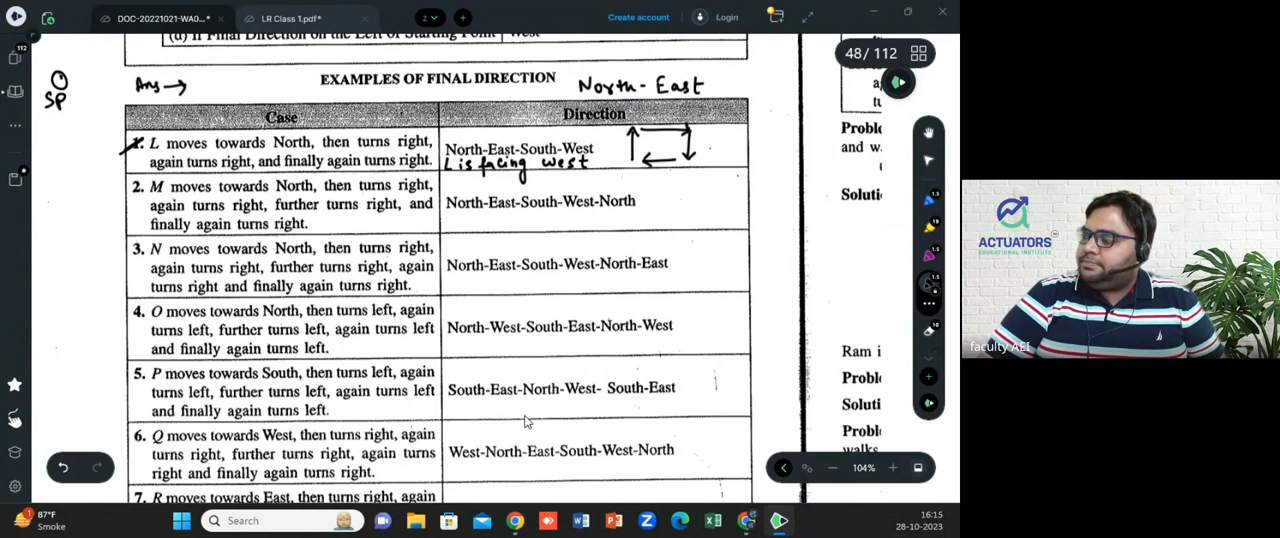 DOC-20221021-WA0...*
LR Class 1.pdf*
2
Create account
Login
112
48 / 112
(d) If Final Direction on the Left of Starting Point
West
SP
Ans →
EXAMPLES OF FINAL DIRECTION
North - East
Case
Direction
1. L moves towards North, then turns right,
again turns right, and finally again turns right.
North-East-South-West
L is facing west
2. M moves towards North, then turns right,
again turns right, further turns right, and
finally again turns right.
North-East-South-West-North
3. N moves towards North, then turns right,
again turns right, further turns right, again
turns right and finally again turns right.
North-East-South-West-North-East
4. O moves towards North, then turns left, again
turns left, further turns left, again turns left
and finally again turns left.
North-West-South-East-North-West
5. P moves towards South, then turns left, again
turns left, further turns left, again turns left
and finally again turns left.
South-East-North-West- South-East
6. Q moves towards West, then turns right, again
turns right, further turns right, again turns
right and finally again turns right.
West-North-East-South-West-North
7. R moves towards East, then turns right, again
Probl
and w
Soluti
Ram i
Probl
Soluti
Probl
walks
104%
ACTUATORS
EDUCATIONAL INSTITUTE
faculty AEI
87°F
Smoke
Search
16:15
28-10-2023